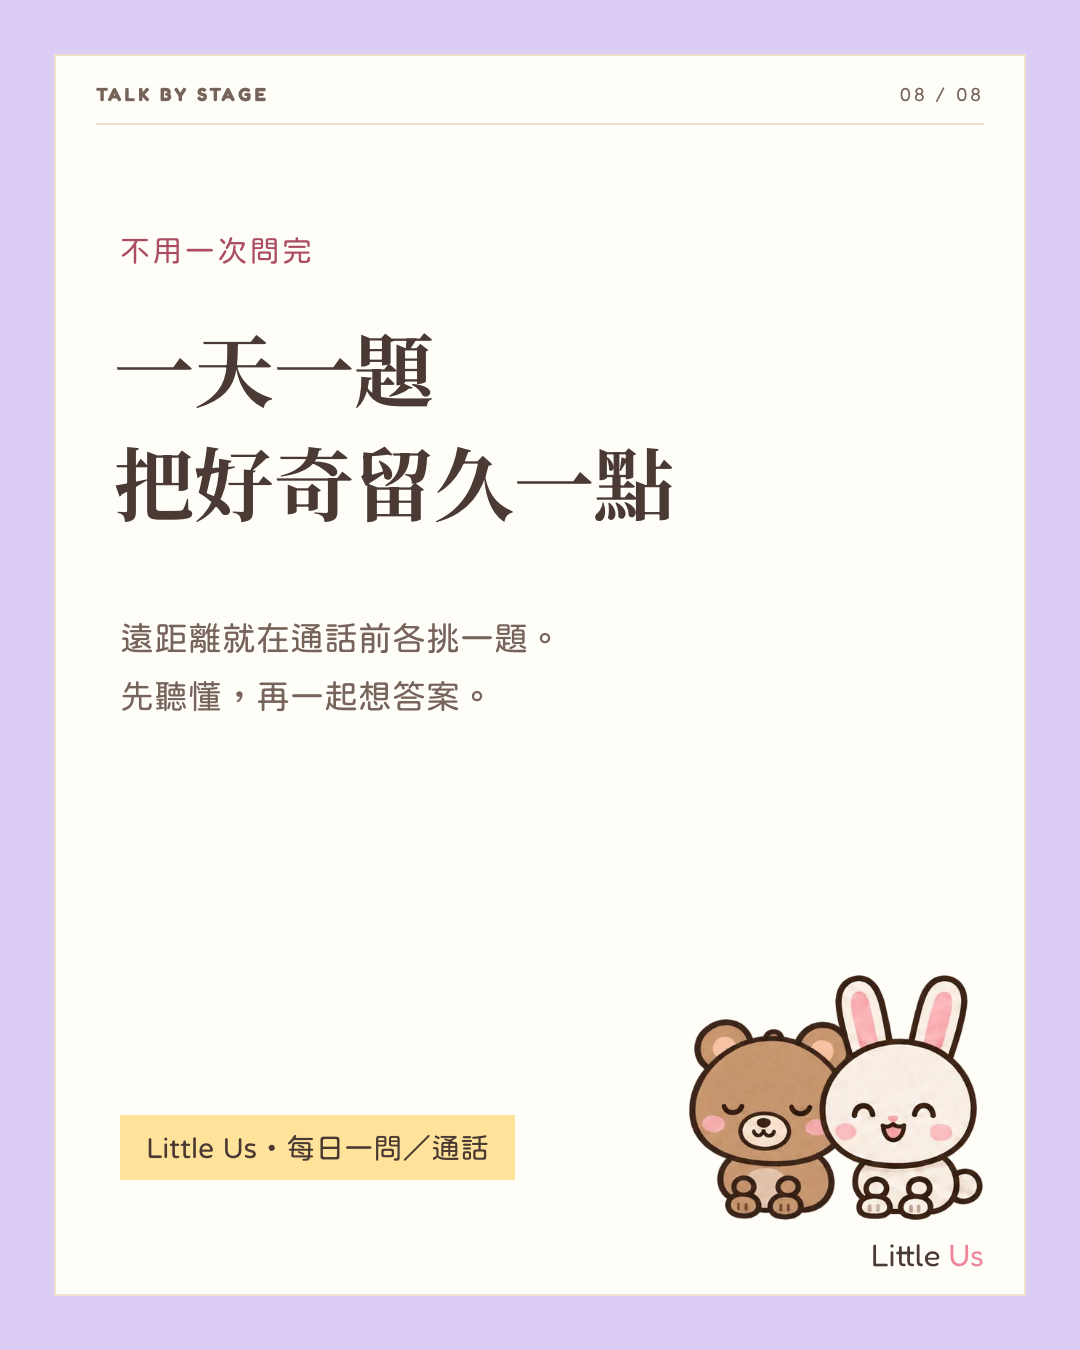 TALK BY STAGE
08 / 08
不用一次問完
一天一題
把好奇留久一點
遠距離就在通話前各挑一題。
先聽懂，再一起想答案。
Little Us・每日一問／通話
Little Us